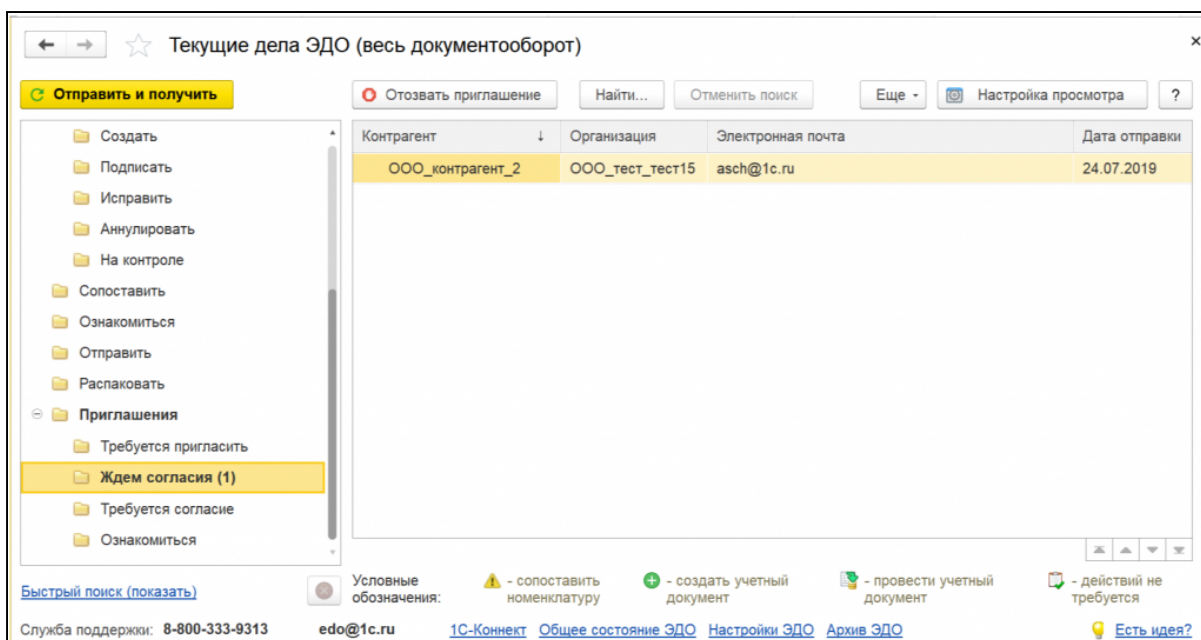 Текущие дела ЭДО (весь документооборот)
Отправить и получить
Отозвать приглашение Найти... Отменить поиск Еще Настройка просмотра ?
Создать
Подписать
Исправить
Аннулировать
На контроле
Сопоставить
Ознакомиться
Отправить
Распаковать
Приглашения
Требуется пригласить
Ждем согласия (1)
Требуется согласие
Ознакомиться
Контрагент ↓ Организация Электронная почта Дата отправки
ООО_контрагент_2 ООО_тест_тест15 asch@1c.ru 24.07.2019
Быстрый поиск (показать)
Условные
обозначения:
- сопоставить
номенклатуру
- создать учетный
документ
- провести учетный
документ
- действий не
требуется
Служба поддержки: 8-800-333-9313 edo@1c.ru 1С-Коннект Общее состояние ЭДО Настройки ЭДО Архив ЭДО Есть идея?